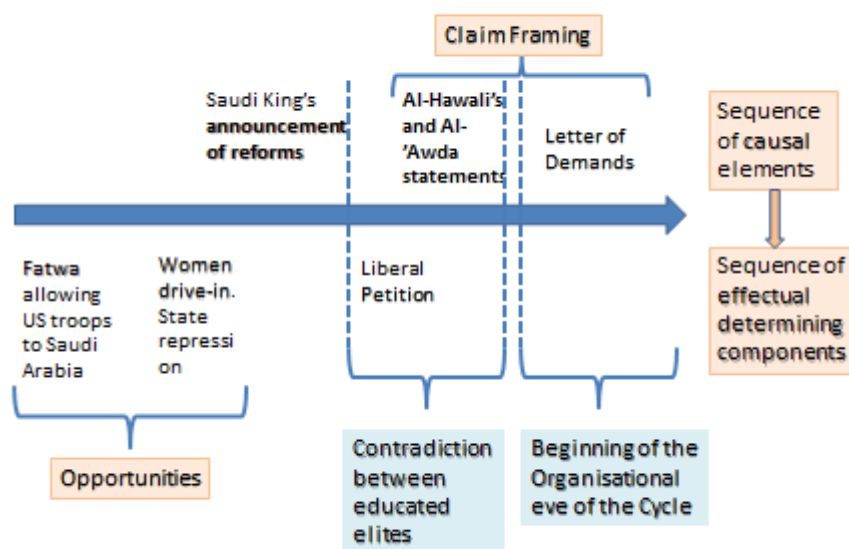 Claim Framing
Saudi King's
announcement
of reforms
Al-Hawali's
and Al-
'Awda
statements
Letter of
Demands
Sequence
of causal
elements
Fatwa
allowing
US troops
to Saudi
Arabia
Women
drive-in.
State
repressi
on
Liberal
Petition
Sequence of
effectual
determining
components
Opportunities
Contradiction
between
educated
elites
Beginning of the
Organisational
eve of the Cycle